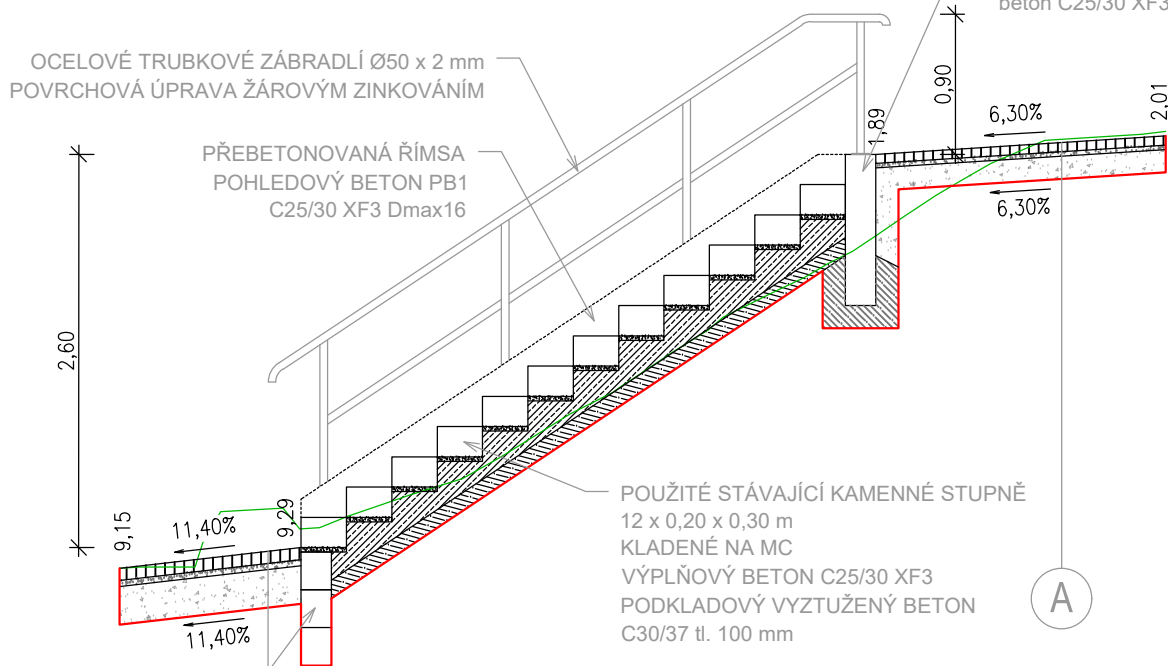 beton C25/30 XF3
OCELOVÉ TRUBKOVÉ ZÁBRADLÍ Ø50 x 2 mm
POVRCHOVÁ ÚPRAVA ŽÁROVÝM ZINKOVÁNÍM
0,90
2,01
1,89
6,30%
PŘEBETONOVANÁ ŘÍMSA
POHLEDOVÝ BETON PB1
C25/30 XF3 Dmax16
6,30%
2,60
9,15
11,40%
9,29
11,40%
POUŽITÉ STÁVAJÍCÍ KAMENNÉ STUPNĚ
12 x 0,20 x 0,30 m
KLADENÉ NA MC
VÝPLŇOVÝ BETON C25/30 XF3
PODKLADOVÝ VYZTUŽENÝ BETON
C30/37 tl. 100 mm
A